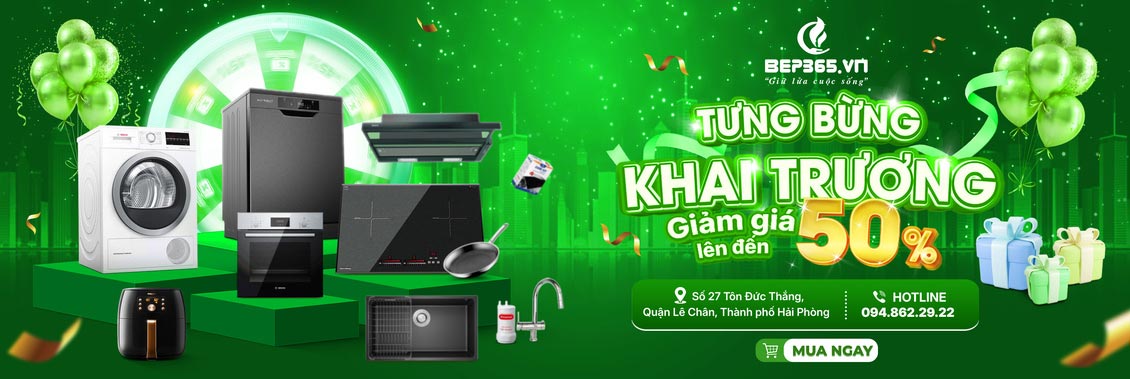 BEP365.VN
"Giữ lửa cuộc sống"
TƯNG BỪNG
KHAI TRƯƠNG
Giảm giá
lên đến
50%
Số 27 Tôn Đức Thắng,
Quận Lê Chân, Thành phố Hải Phòng
HOTLINE
094.862.29.22
MUA NGAY